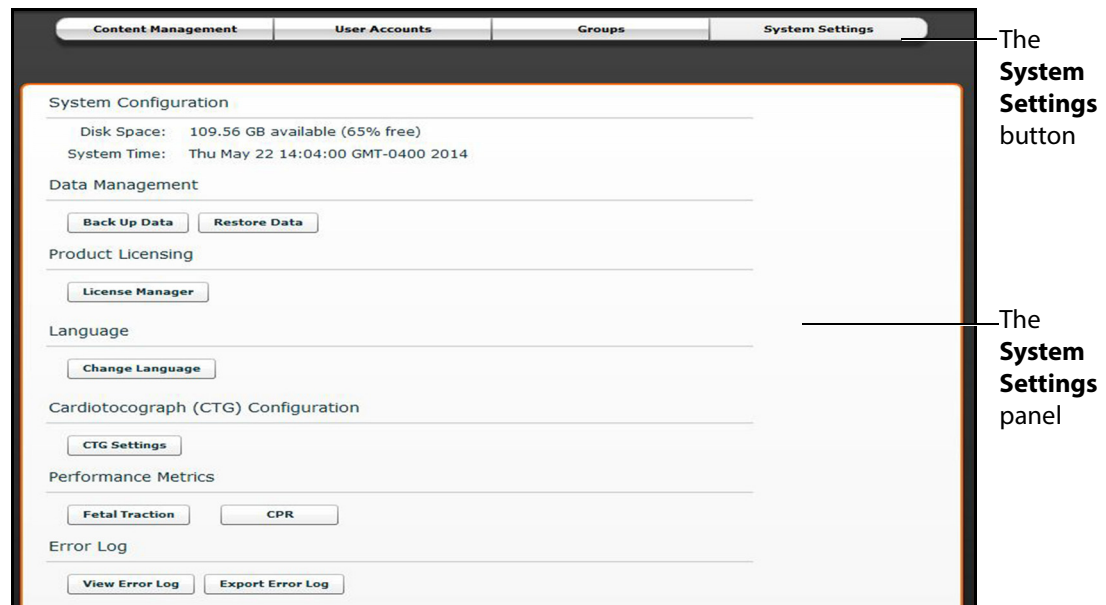 Content Management User Accounts Groups System Settings
System Configuration
Disk Space: 109.56 GB available (65% free)
System Time: Thu May 22 14:04:00 GMT-0400 2014
Data Management
Back Up Data Restore Data
Product Licensing
License Manager
Language
Change Language
Cardiotocograph (CTG) Configuration
CTG Settings
Performance Metrics
Fetal Traction CPR
Error Log
View Error Log Export Error Log
The
System
Settings
button
The
System
Settings
panel